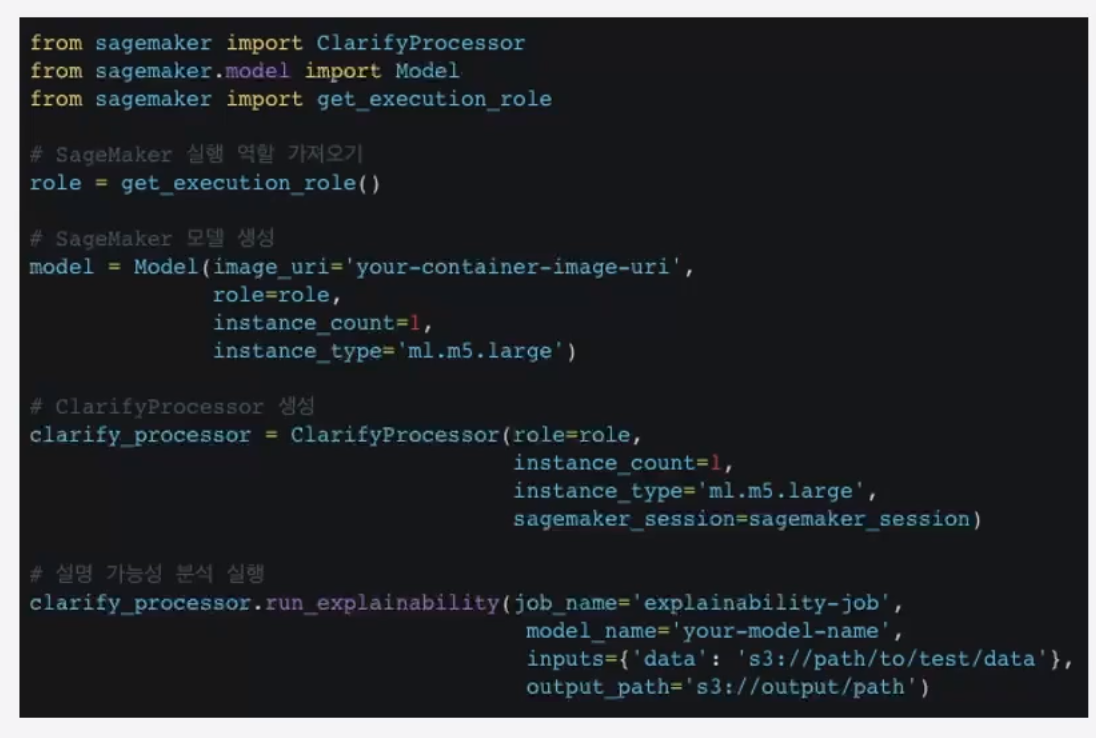 from sagemaker import ClarifyProcessor
from sagemaker.model import Model
from sagemaker import get_execution_role
# SageMaker 실행 역할 가져오기
role = get_execution_role()
# SageMaker 모델 생성
model = Model(image_uri='your-container-image-uri',
role=role,
instance_count=1,
instance_type='ml.m5.large')
# ClarifyProcessor 생성
clarify_processor = ClarifyProcessor(role=role,
instance_count=1,
instance_type='ml.m5.large',
sagemaker_session=sagemaker_session)
# 설명 가능성 분석 실행
clarify_processor.run_explainability(job_name='explainability-job',
model_name='your-model-name',
inputs={'data': 's3://path/to/test/data'},
output_path='s3://output/path')